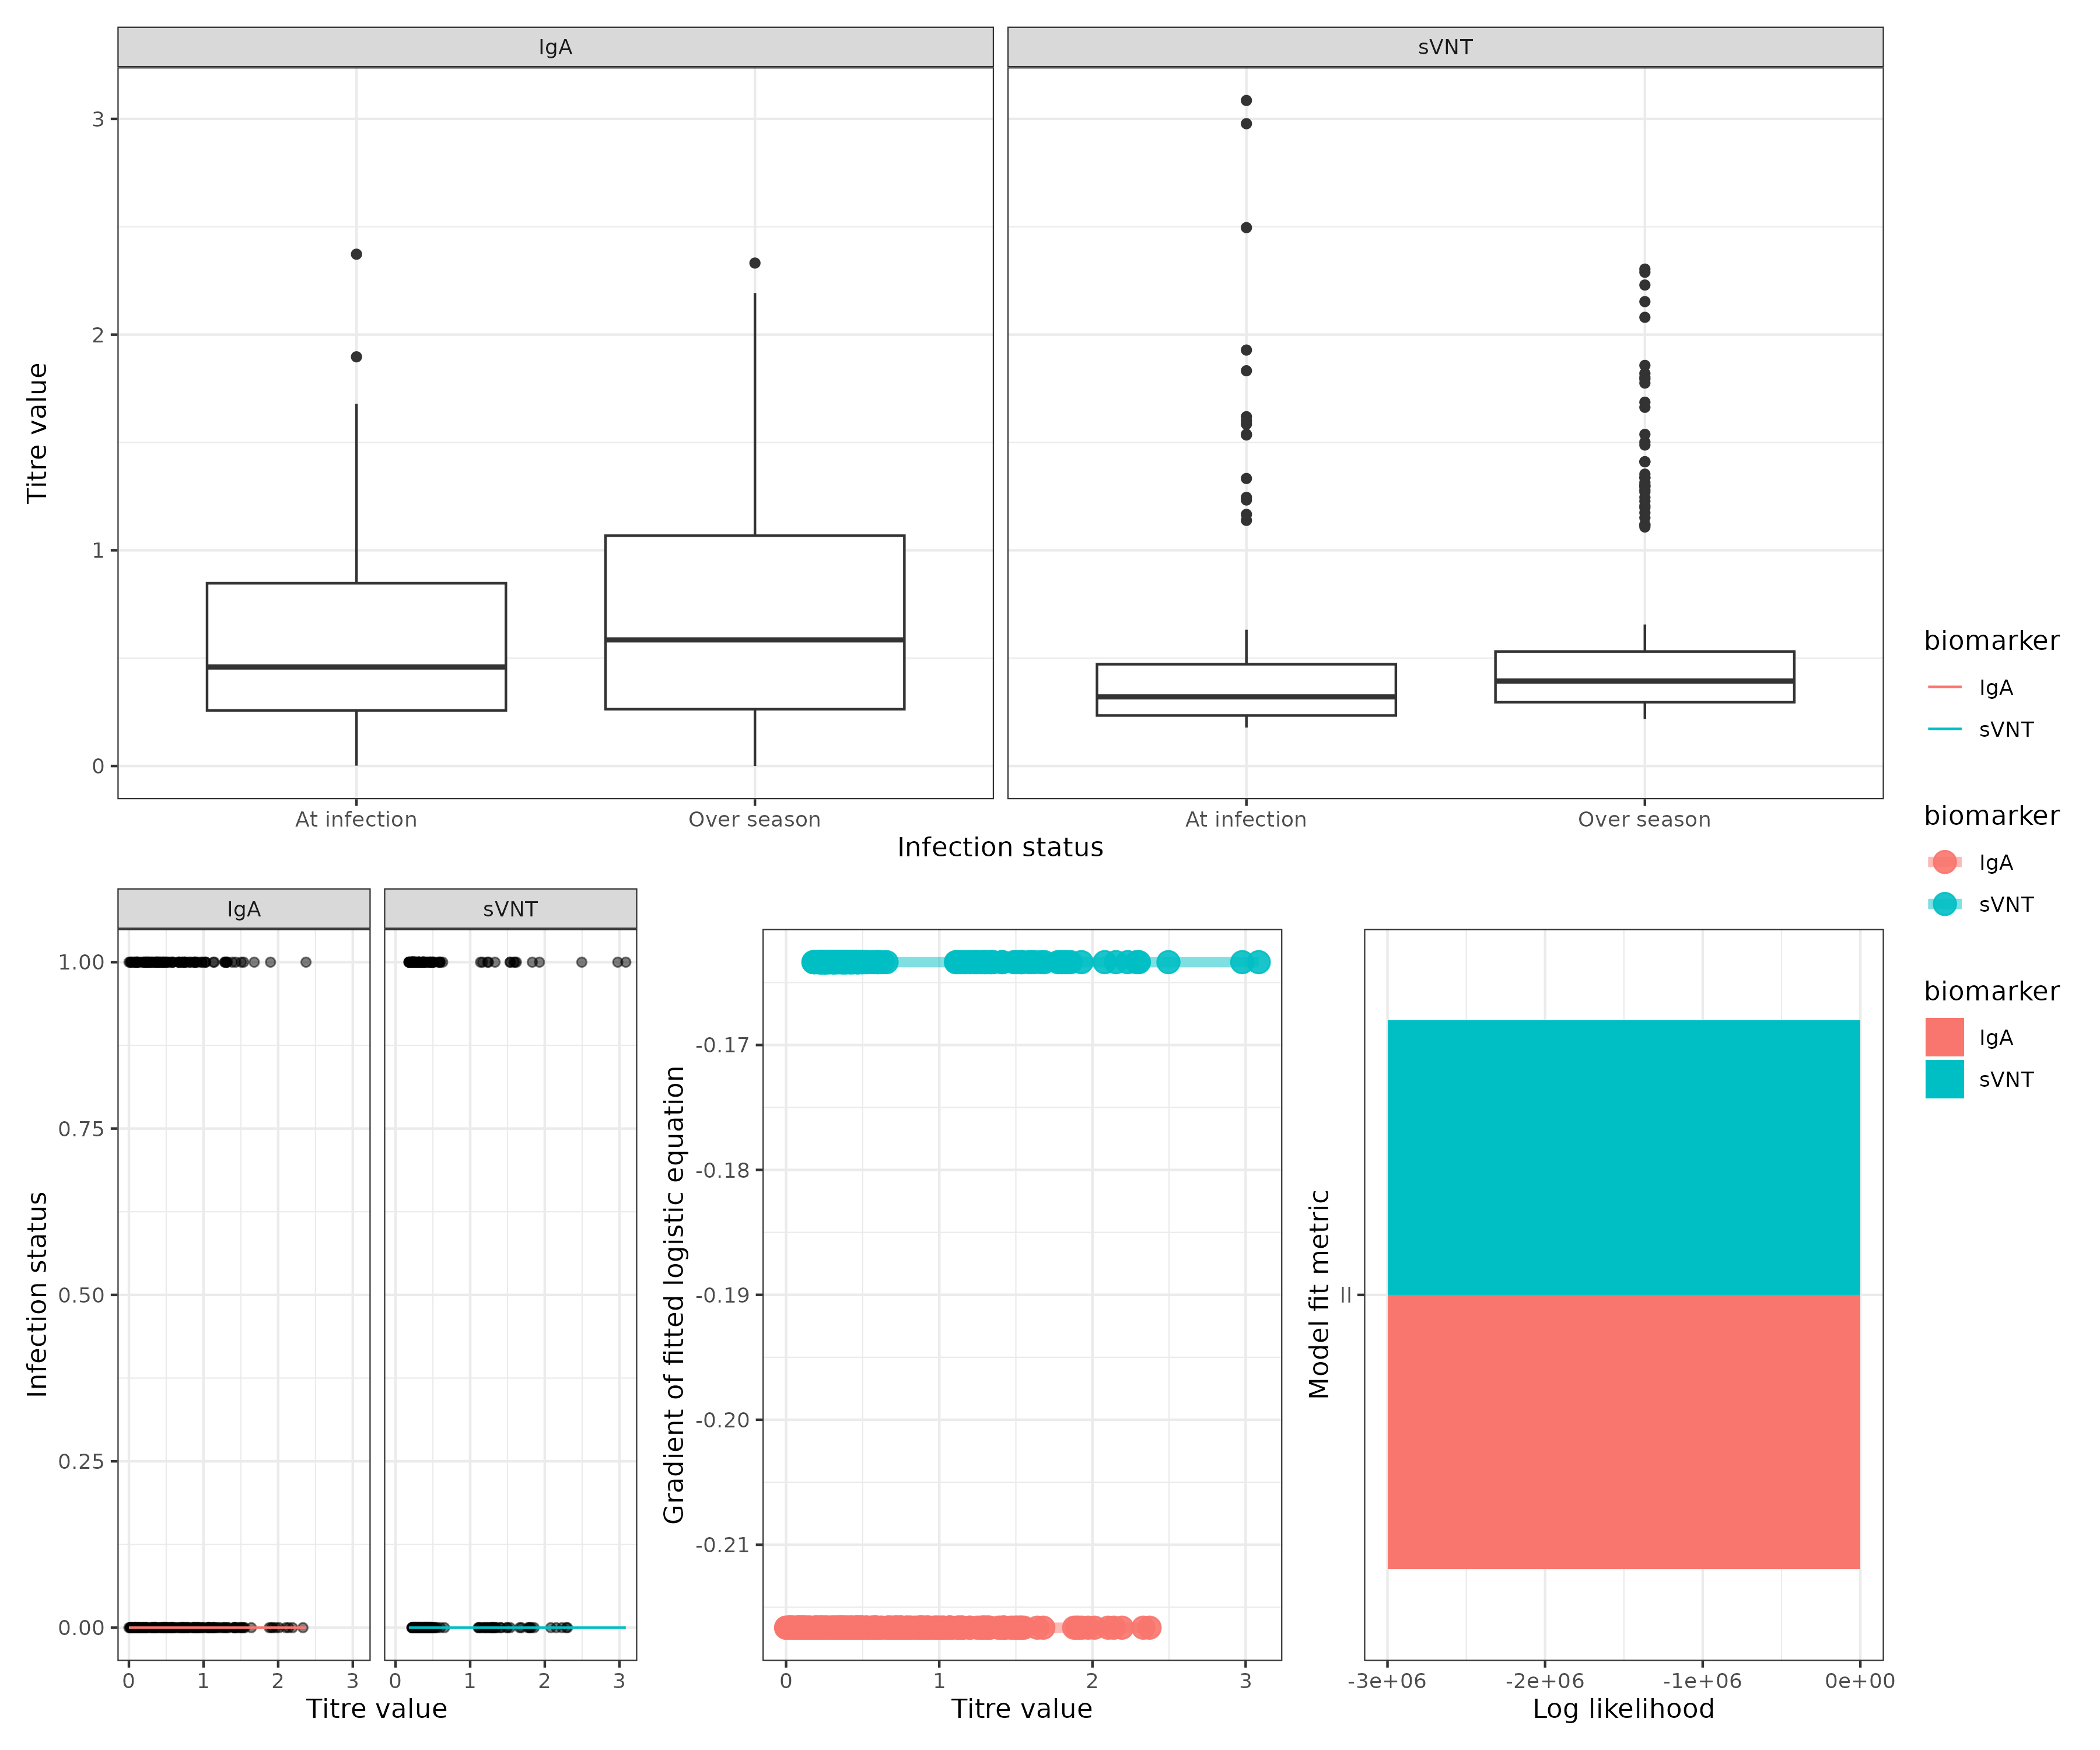 IgA
sVNT
3
2
1
0
Titre value
At infection
Over season
At infection
Over season
Infection status
biomarker
IgA
sVNT
biomarker
IgA
sVNT
biomarker
IgA
sVNT
IgA
sVNT
1.00
0.75
0.50
0.25
0.00
Infection status
0 1 2 3
0 1 2 3
Titre value
-0.17
-0.18
-0.19
-0.20
-0.21
Gradient of fitted logistic equation
0 1 2 3
Titre value
Model fit metric
ll
-3e+06 -2e+06 -1e+06 0e+00
Log likelihood